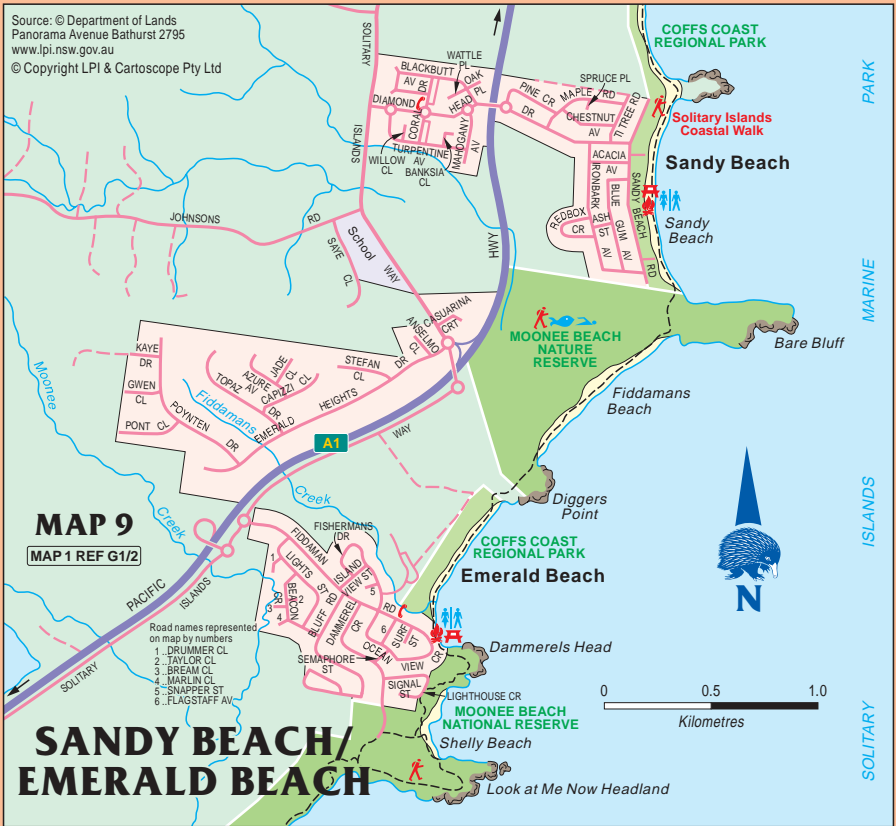 Source: © Department of Lands
Panorama Avenue Bathurst 2795
www.lpi.nsw.gov.au
© Copyright LPI & Cartoscope Pty Ltd
COFFS COAST
REGIONAL PARK
PARK
SOLITARY
ISLANDS
WAY
WATTLE
PL
BLACKBUTT
AV
DR
OAK
HEAD PL
DIAMOND
CORAL
MAHOGANY
AV
TURPENTINE
AV
WILLOW
CL
BANKSIA
CL
SPRUCE PL
PINE CR
MAPLE RD
DR
CHESTNUT
AV
TI TREE RD
Solitary Islands
Coastal Walk
Sandy Beach
ACACIA
AV
IRONBARK
AV
BLUE
GUM
AV
SANDY BEACH
RD
REDBOX
CR
ASH
ST
Sandy
Beach
JOHNSONS
RD
School
SAYE
CL
HWY
MARINE
CASUARINA
CRT
ANSELMO
CL
MOONEE BEACH
NATURE
RESERVE
Bare Bluff
Fiddamans
Beach
KAYE
DR
GWEN
CL
PONT CL
POYNTEN
DR
JADE
CL
AZURE
AV
TOPAZ
CAPIZZI CL
DR
STEFAN
CL
DR
HEIGHTS
EMERALD
Fiddamans
Creek
Moonee
Creek
A1
WAY
Diggers
Point
ISLANDS
MAP 9
MAP 1 REF G1/2
PACIFIC
ISLANDS
SOLITARY
COFFS COAST
REGIONAL PARK
Emerald Beach
FISHERMANS
DR
FIDDAMAN
RD
ISLAND
VIEW ST
LIGHTS
ST
BEACON
CR
BLUFF RD
DAMMEREL
CR
SURF
ST
OCEAN
VIEW
CR
SEMAPHORE
ST
SIGNAL
ST
LIGHTHOUSE CR
1
2
3
4
5
6
Road names represented
on map by numbers
1 ..DRUMMER CL
2 ..TAYLOR CL
3 ..BREAM CL
4 ..MARLIN CL
5 ..SNAPPER ST
6 ..FLAGSTAFF AV
Dammerels Head
MOONEE BEACH
NATIONAL RESERVE
Shelly Beach
Look at Me Now Headland
N
0 0.5 1.0
Kilometres
SOLITARY
SANDY BEACH/
EMERALD BEACH